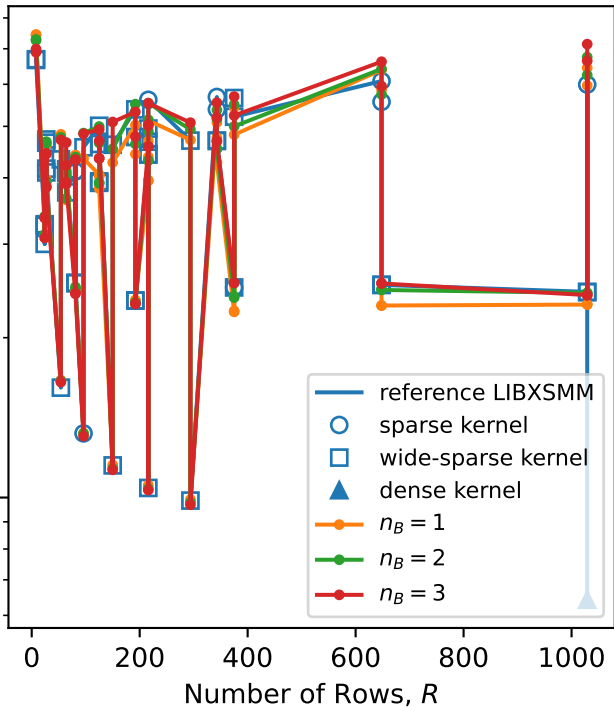 reference LIBXSMM
sparse kernel
wide-sparse kernel
dense kernel
n_B = 1
n_B = 2
n_B = 3
0 200 400 600 800 1000
Number of Rows, R